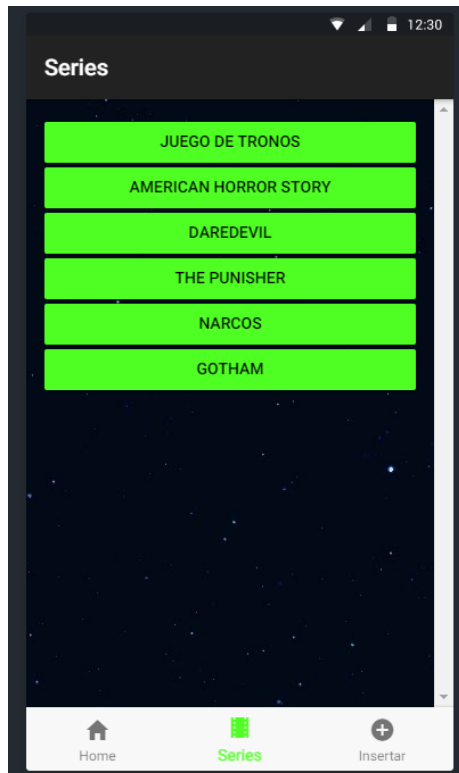 12:30
Series
JUEGO DE TRONOS
AMERICAN HORROR STORY
DAREDEVIL
THE PUNISHER
NARCOS
GOTHAM
Home Series Insertar